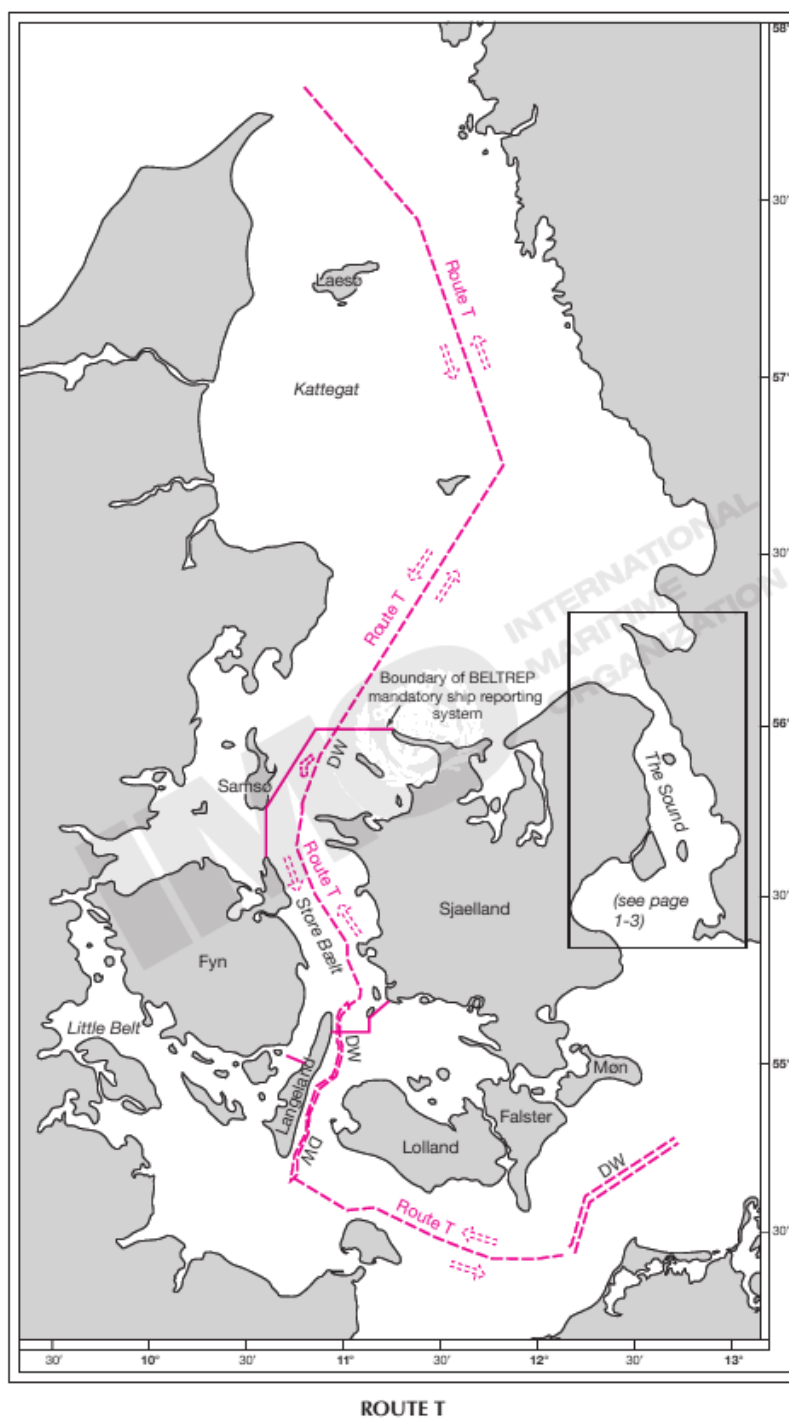 58°
30'
Route T
Laesø
57°
Kattegat
30'
Route T
INTERNATIONAL
MARITIME
ORGANIZATION
IMO
Boundary of BELTREP
mandatory ship reporting
system
56°
DW
Samsø
The Sound
Route T
30'
(see page
1-3)
Sjaelland
Store Bælt
Fyn
Little Belt
DW
55°
Langeland
Møn
Falster
Lolland
DW
DW
Route T
30'
30'
10°
30'
11°
30'
12°
30'
13°
ROUTE T